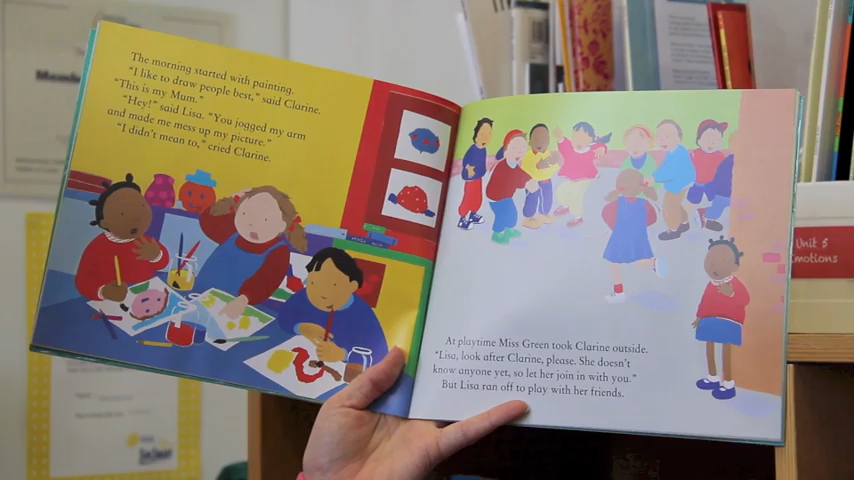 The morning started with painting.
"I like to draw people best," said Clarine.
"This is my Mum."
"Hey!" said Lisa. "You jogged my arm
and made me mess up my picture."
"I didn't mean to," cried Clarine.
At playtime Miss Green took Clarine outside.
"Lisa, look after Clarine, please. She doesn't
know anyone yet, so let her join in with you."
But Lisa ran off to play with her friends.
Unit 5
Emotions